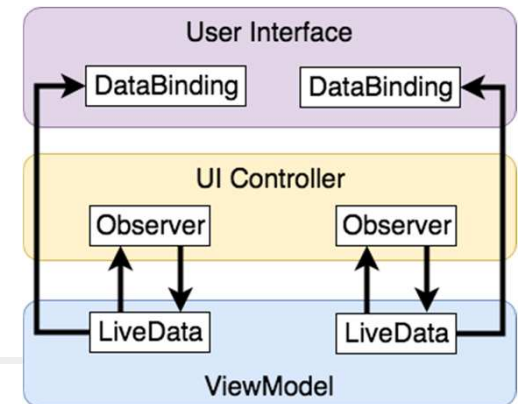 User Interface
DataBinding DataBinding
UI Controller
Observer Observer
LiveData LiveData
ViewModel